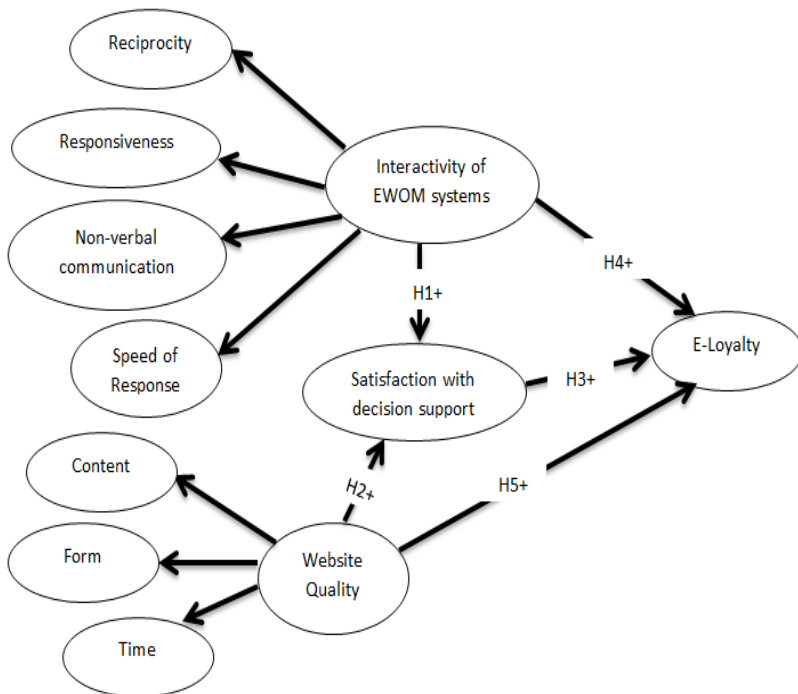 Reciprocity
Responsiveness
Interactivity of
EWOM systems
Non-verbal
communication
H4+
H1+
Speed of
Response
E-Loyalty
Satisfaction with
decision support
H3+
Content
H2+
H5+
Form
Website
Quality
Time